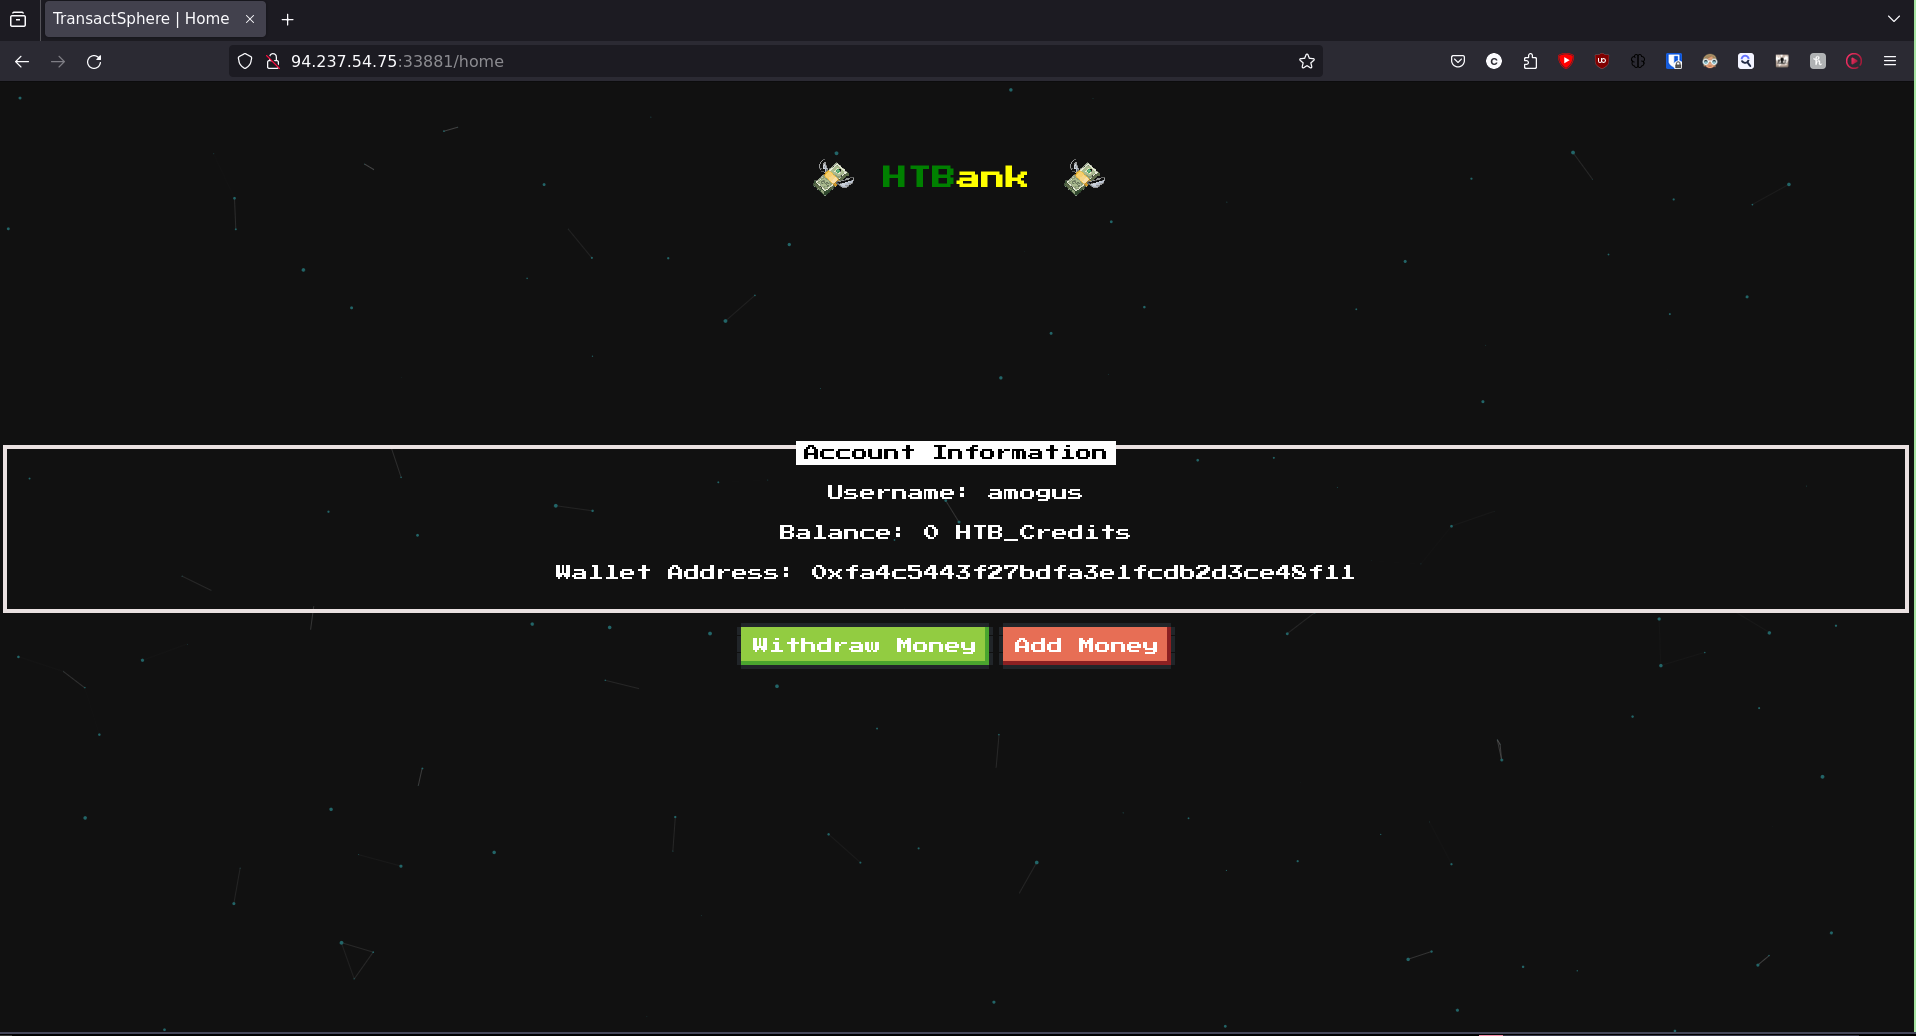 TransactSphere | Home
94.237.54.75:33881/home
HTBank
Account Information
Username: amogus
Balance: 0 HTB_Credits
Wallet Address: 0xfa4c5443f27bdfa3e1fcdb2d3ce48f11
Withdraw Money Add Money